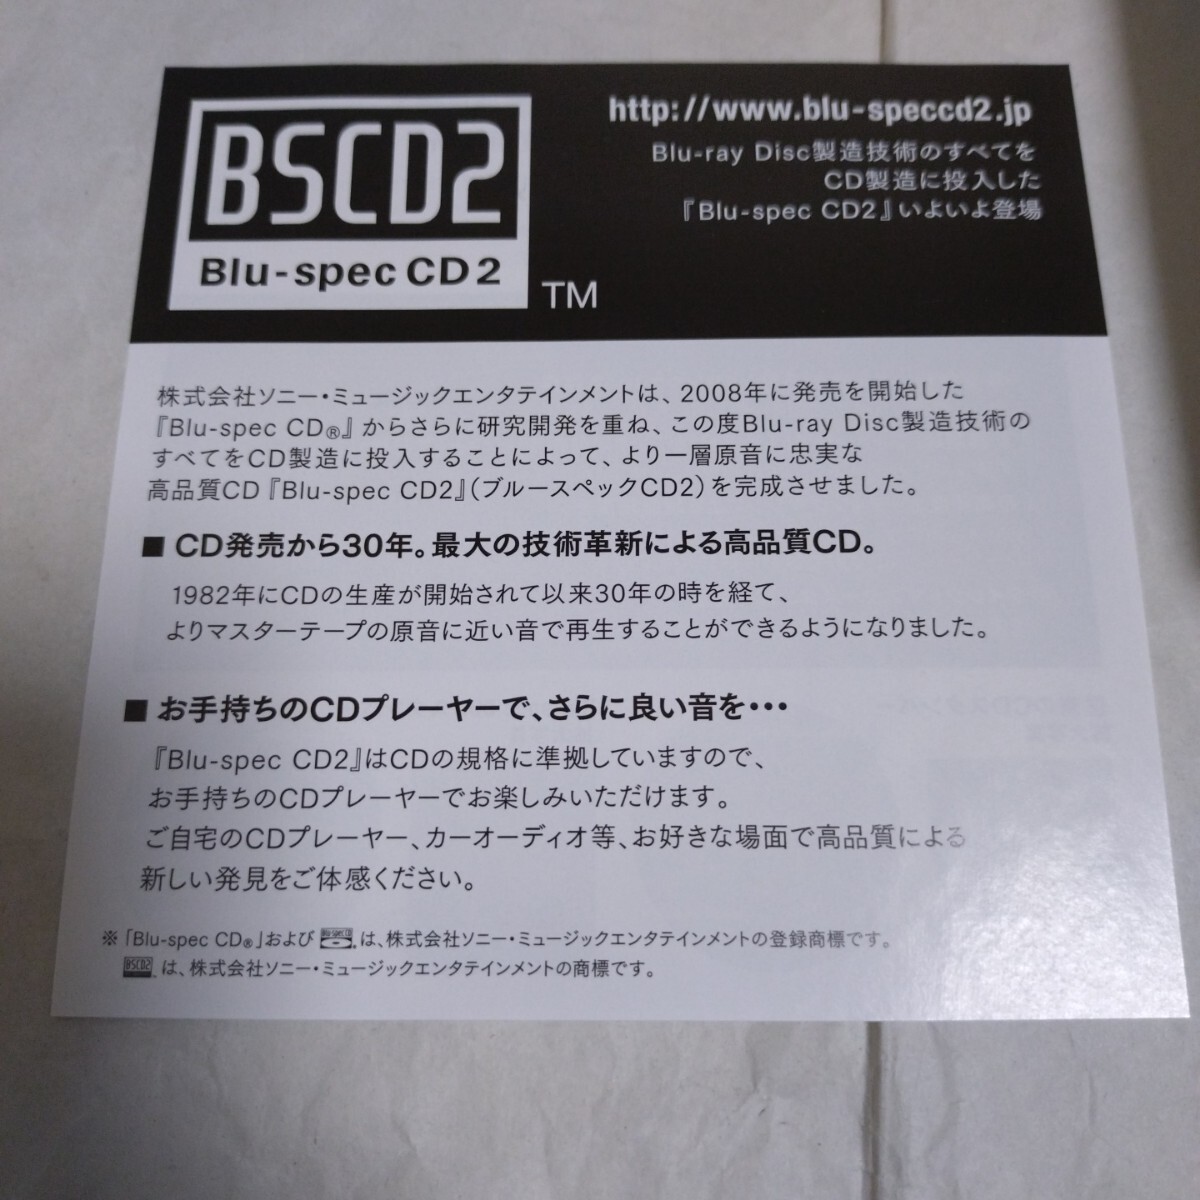 BSCD2
Blu-spec CD2
TM
http://www.blu-speccd2.jp
Blu-ray Disc製造技術のすべてを
CD製造に投入した
『Blu-spec CD2』いよいよ登場
株式会社ソニー・ミュージックエンタテインメントは、2008年に発売を開始した
『Blu-spec CD®』からさらに研究開発を重ね、この度Blu-ray Disc製造技術の
すべてをCD製造に投入することによって、より一層原音に忠実な
高品質CD『Blu-spec CD2』(ブルースペックCD2)を完成させました。
■ CD発売から30年。最大の技術革新による高品質CD。
1982年にCDの生産が開始されて以来30年の時を経て、
よりマスターテープの原音に近い音で再生することができるようになりました。
■ お手持ちのCDプレーヤーで、さらに良い音を・・・
『Blu-spec CD2』はCDの規格に準拠していますので、
お手持ちのCDプレーヤーでお楽しみいただけます。
ご自宅のCDプレーヤー、カーオーディオ等、お好きな場面で高品質による
新しい発見をご体感ください。
※「Blu-spec CD®」および は、株式会社ソニー・ミュージックエンタテインメントの登録商標です。
BSCD2 は、株式会社ソニー・ミュージックエンタテインメントの商標です。